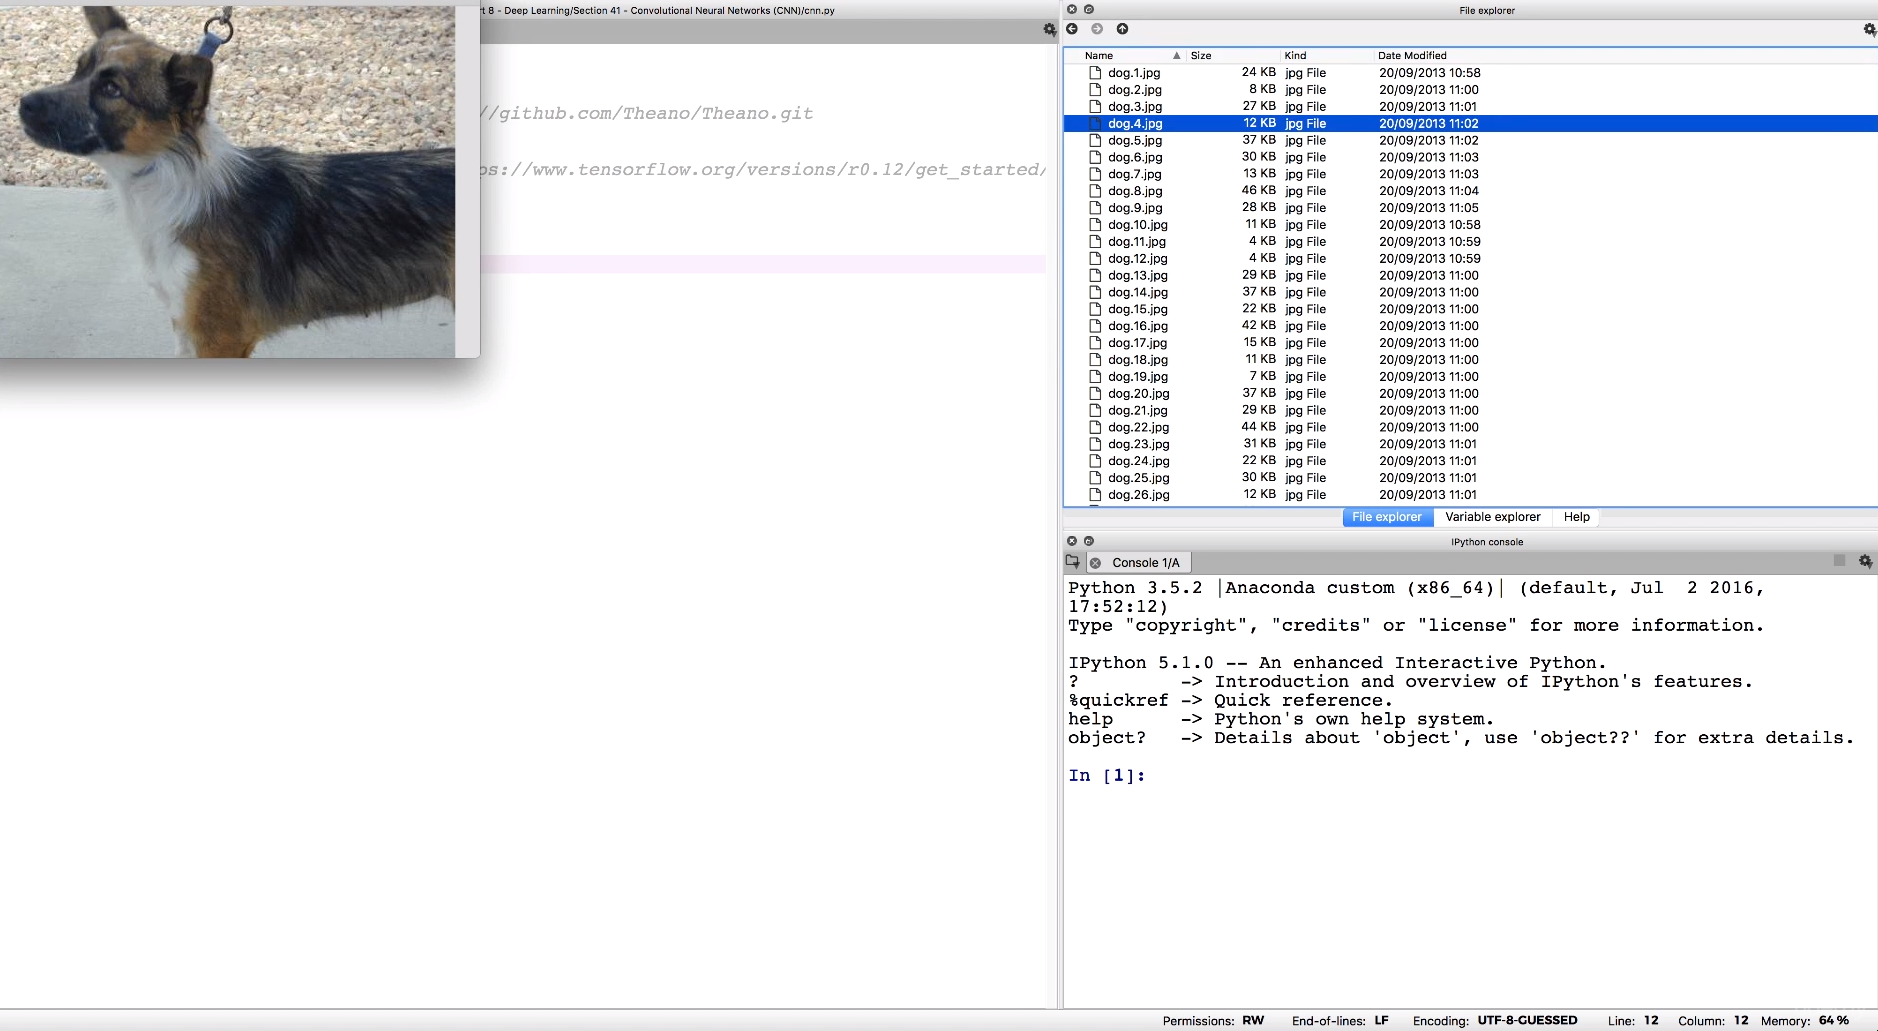 t 8 - Deep Learning/Section 41 - Convolutional Neural Networks (CNN)/cnn.py
//github.com/Theano/Theano.git
ps://www.tensorflow.org/versions/r0.12/get_started/
File explorer
Name Size Kind Date Modified
dog.1.jpg 24 KB jpg File 20/09/2013 10:58
dog.2.jpg 8 KB jpg File 20/09/2013 11:00
dog.3.jpg 27 KB jpg File 20/09/2013 11:01
dog.4.jpg 12 KB jpg File 20/09/2013 11:02
dog.5.jpg 37 KB jpg File 20/09/2013 11:02
dog.6.jpg 30 KB jpg File 20/09/2013 11:03
dog.7.jpg 13 KB jpg File 20/09/2013 11:03
dog.8.jpg 46 KB jpg File 20/09/2013 11:04
dog.9.jpg 28 KB jpg File 20/09/2013 11:05
dog.10.jpg 11 KB jpg File 20/09/2013 10:58
dog.11.jpg 4 KB jpg File 20/09/2013 10:59
dog.12.jpg 4 KB jpg File 20/09/2013 10:59
dog.13.jpg 29 KB jpg File 20/09/2013 11:00
dog.14.jpg 37 KB jpg File 20/09/2013 11:00
dog.15.jpg 22 KB jpg File 20/09/2013 11:00
dog.16.jpg 42 KB jpg File 20/09/2013 11:00
dog.17.jpg 15 KB jpg File 20/09/2013 11:00
dog.18.jpg 11 KB jpg File 20/09/2013 11:00
dog.19.jpg 7 KB jpg File 20/09/2013 11:00
dog.20.jpg 37 KB jpg File 20/09/2013 11:00
dog.21.jpg 29 KB jpg File 20/09/2013 11:00
dog.22.jpg 44 KB jpg File 20/09/2013 11:00
dog.23.jpg 31 KB jpg File 20/09/2013 11:01
dog.24.jpg 22 KB jpg File 20/09/2013 11:01
dog.25.jpg 30 KB jpg File 20/09/2013 11:01
dog.26.jpg 12 KB jpg File 20/09/2013 11:01
File explorer Variable explorer Help
IPython console
Console 1/A
Python 3.5.2 |Anaconda custom (x86_64)| (default, Jul  2 2016,
17:52:12)
Type "copyright", "credits" or "license" for more information.
IPython 5.1.0 -- An enhanced Interactive Python.
?         -> Introduction and overview of IPython's features.
%quickref -> Quick reference.
help      -> Python's own help system.
object?   -> Details about 'object', use 'object??' for extra details.
In [1]:
Permissions: RW End-of-lines: LF Encoding: UTF-8-GUESSED Line: 12 Column: 12 Memory: 64 %